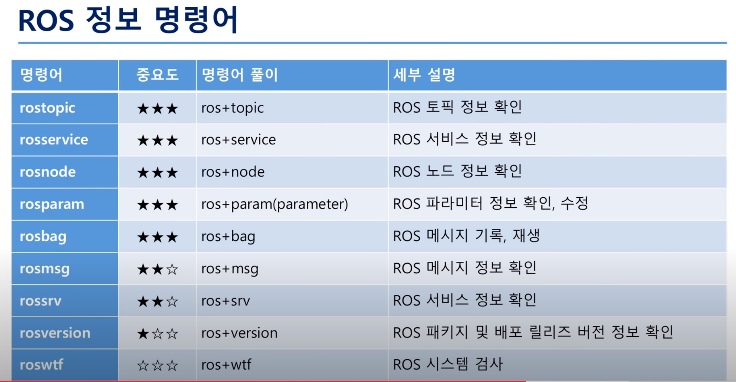 ROS 정보 명령어
명령어 중요도 명령어 풀이 세부 설명
rostopic ★★★ ros+topic ROS 토픽 정보 확인
rosservice ★★★ ros+service ROS 서비스 정보 확인
rosnode ★★★ ros+node ROS 노드 정보 확인
rosparam ★★★ ros+param(parameter) ROS 파라미터 정보 확인, 수정
rosbag ★★★ ros+bag ROS 메시지 기록, 재생
rosmsg ★★☆ ros+msg ROS 메시지 정보 확인
rossrv ★★☆ ros+srv ROS 서비스 정보 확인
rosversion ★☆☆ ros+version ROS 패키지 및 배포 릴리즈 버전 정보 확인
roswtf ☆☆☆ ros+wtf ROS 시스템 검사